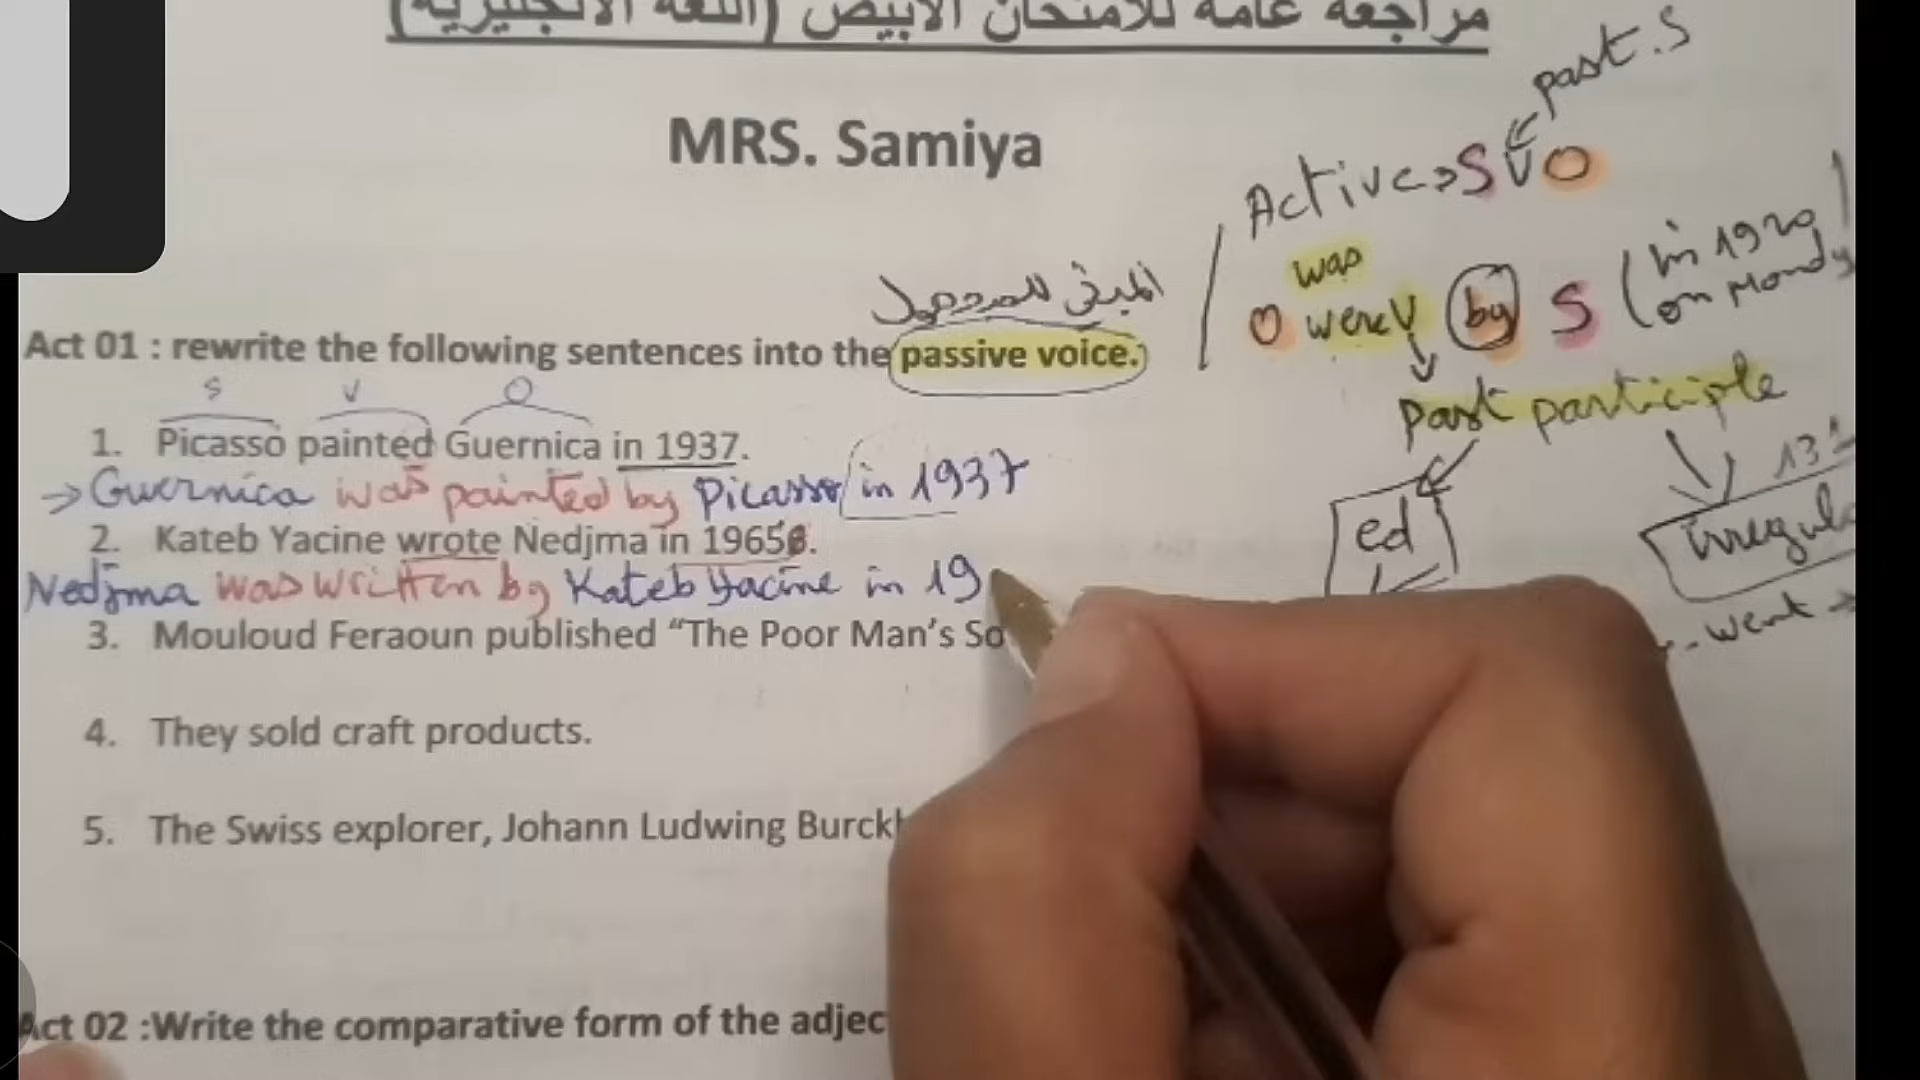 مراجعة عامة للامتحان الأبيض (اللغة الانجليزية)
MRS. Samiya
past.S
Active => S V O
was
O were V by S (in 1920
on Monday
past participle
ed
irregul
went →
المبني للمجهول
Act 01 : rewrite the following sentences into the passive voice.
S V O
1. Picasso painted Guernica in 1937.
→ Guernica was painted by Picasso in 1937
2. Kateb Yacine wrote Nedjma in 1965
Nedjma was written by Kateb Yacine in 19
3. Mouloud Feraoun published “The Poor Man’s So
4. They sold craft products.
5. The Swiss explorer, Johann Ludwing Burck
Act 02 :Write the comparative form of the adjec